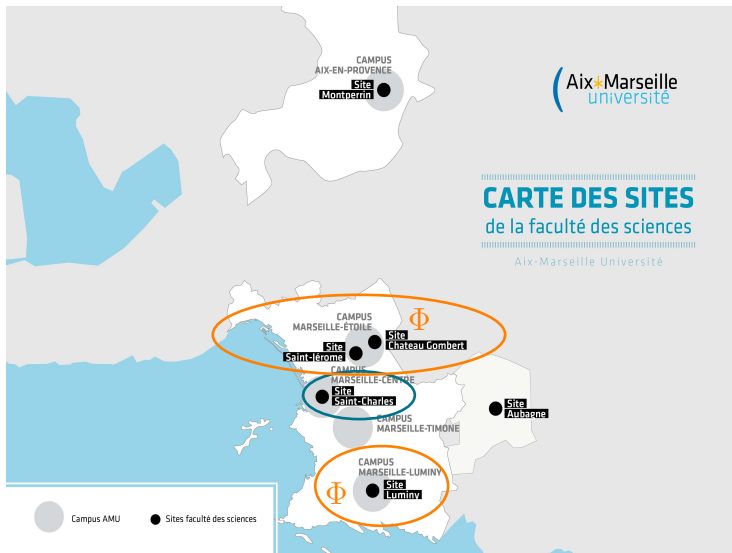 CAMPUS
AIX-EN-PROVENCE
Site
Montperrin
Aix*Marseille
université
CARTE DES SITES
de la faculté des sciences
Aix-Marseille Université
CAMPUS
MARSEILLE-ÉTOILE
Φ
Site
Chateau Gombert
Site
Saint-Jérome
CAMPUS
MARSEILLE-CENTRE
Site
Saint-Charles
Site
Aubagne
CAMPUS
MARSEILLE-TIMONE
CAMPUS
MARSEILLE-LUMINY
Site
Luminy
Φ
Campus AMU
Sites faculté des sciences